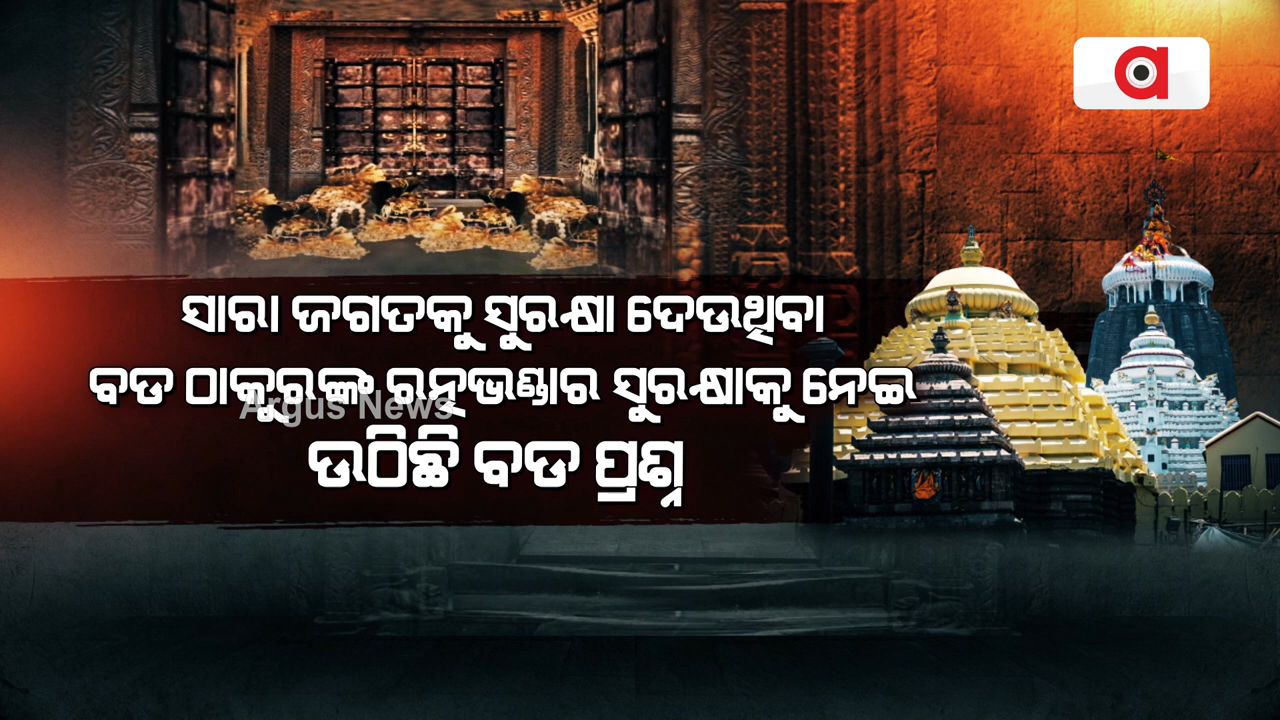 ସାରା ଜଗତକୁ ସୁରକ୍ଷା ଦେଉଥିବା
ବଡ ଠାକୁରଙ୍କ ରତ୍ନଭଣ୍ଡାର ସୁରକ୍ଷାକୁ ନେଇ
Argus News
ଉଠିଛି ବଡ ପ୍ରଶ୍ନ
a